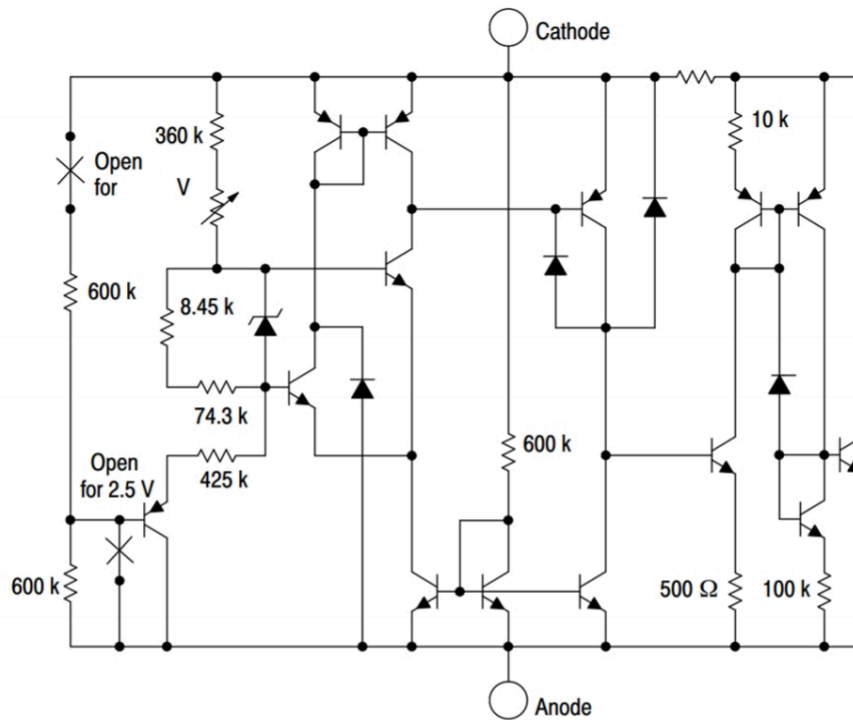 Cathode
360 k
10 k
Open
for
V
600 k
8.45 k
74.3 k
425 k
600 k
Open
for 2.5 V
600 k
500 Ω
100 k
Anode